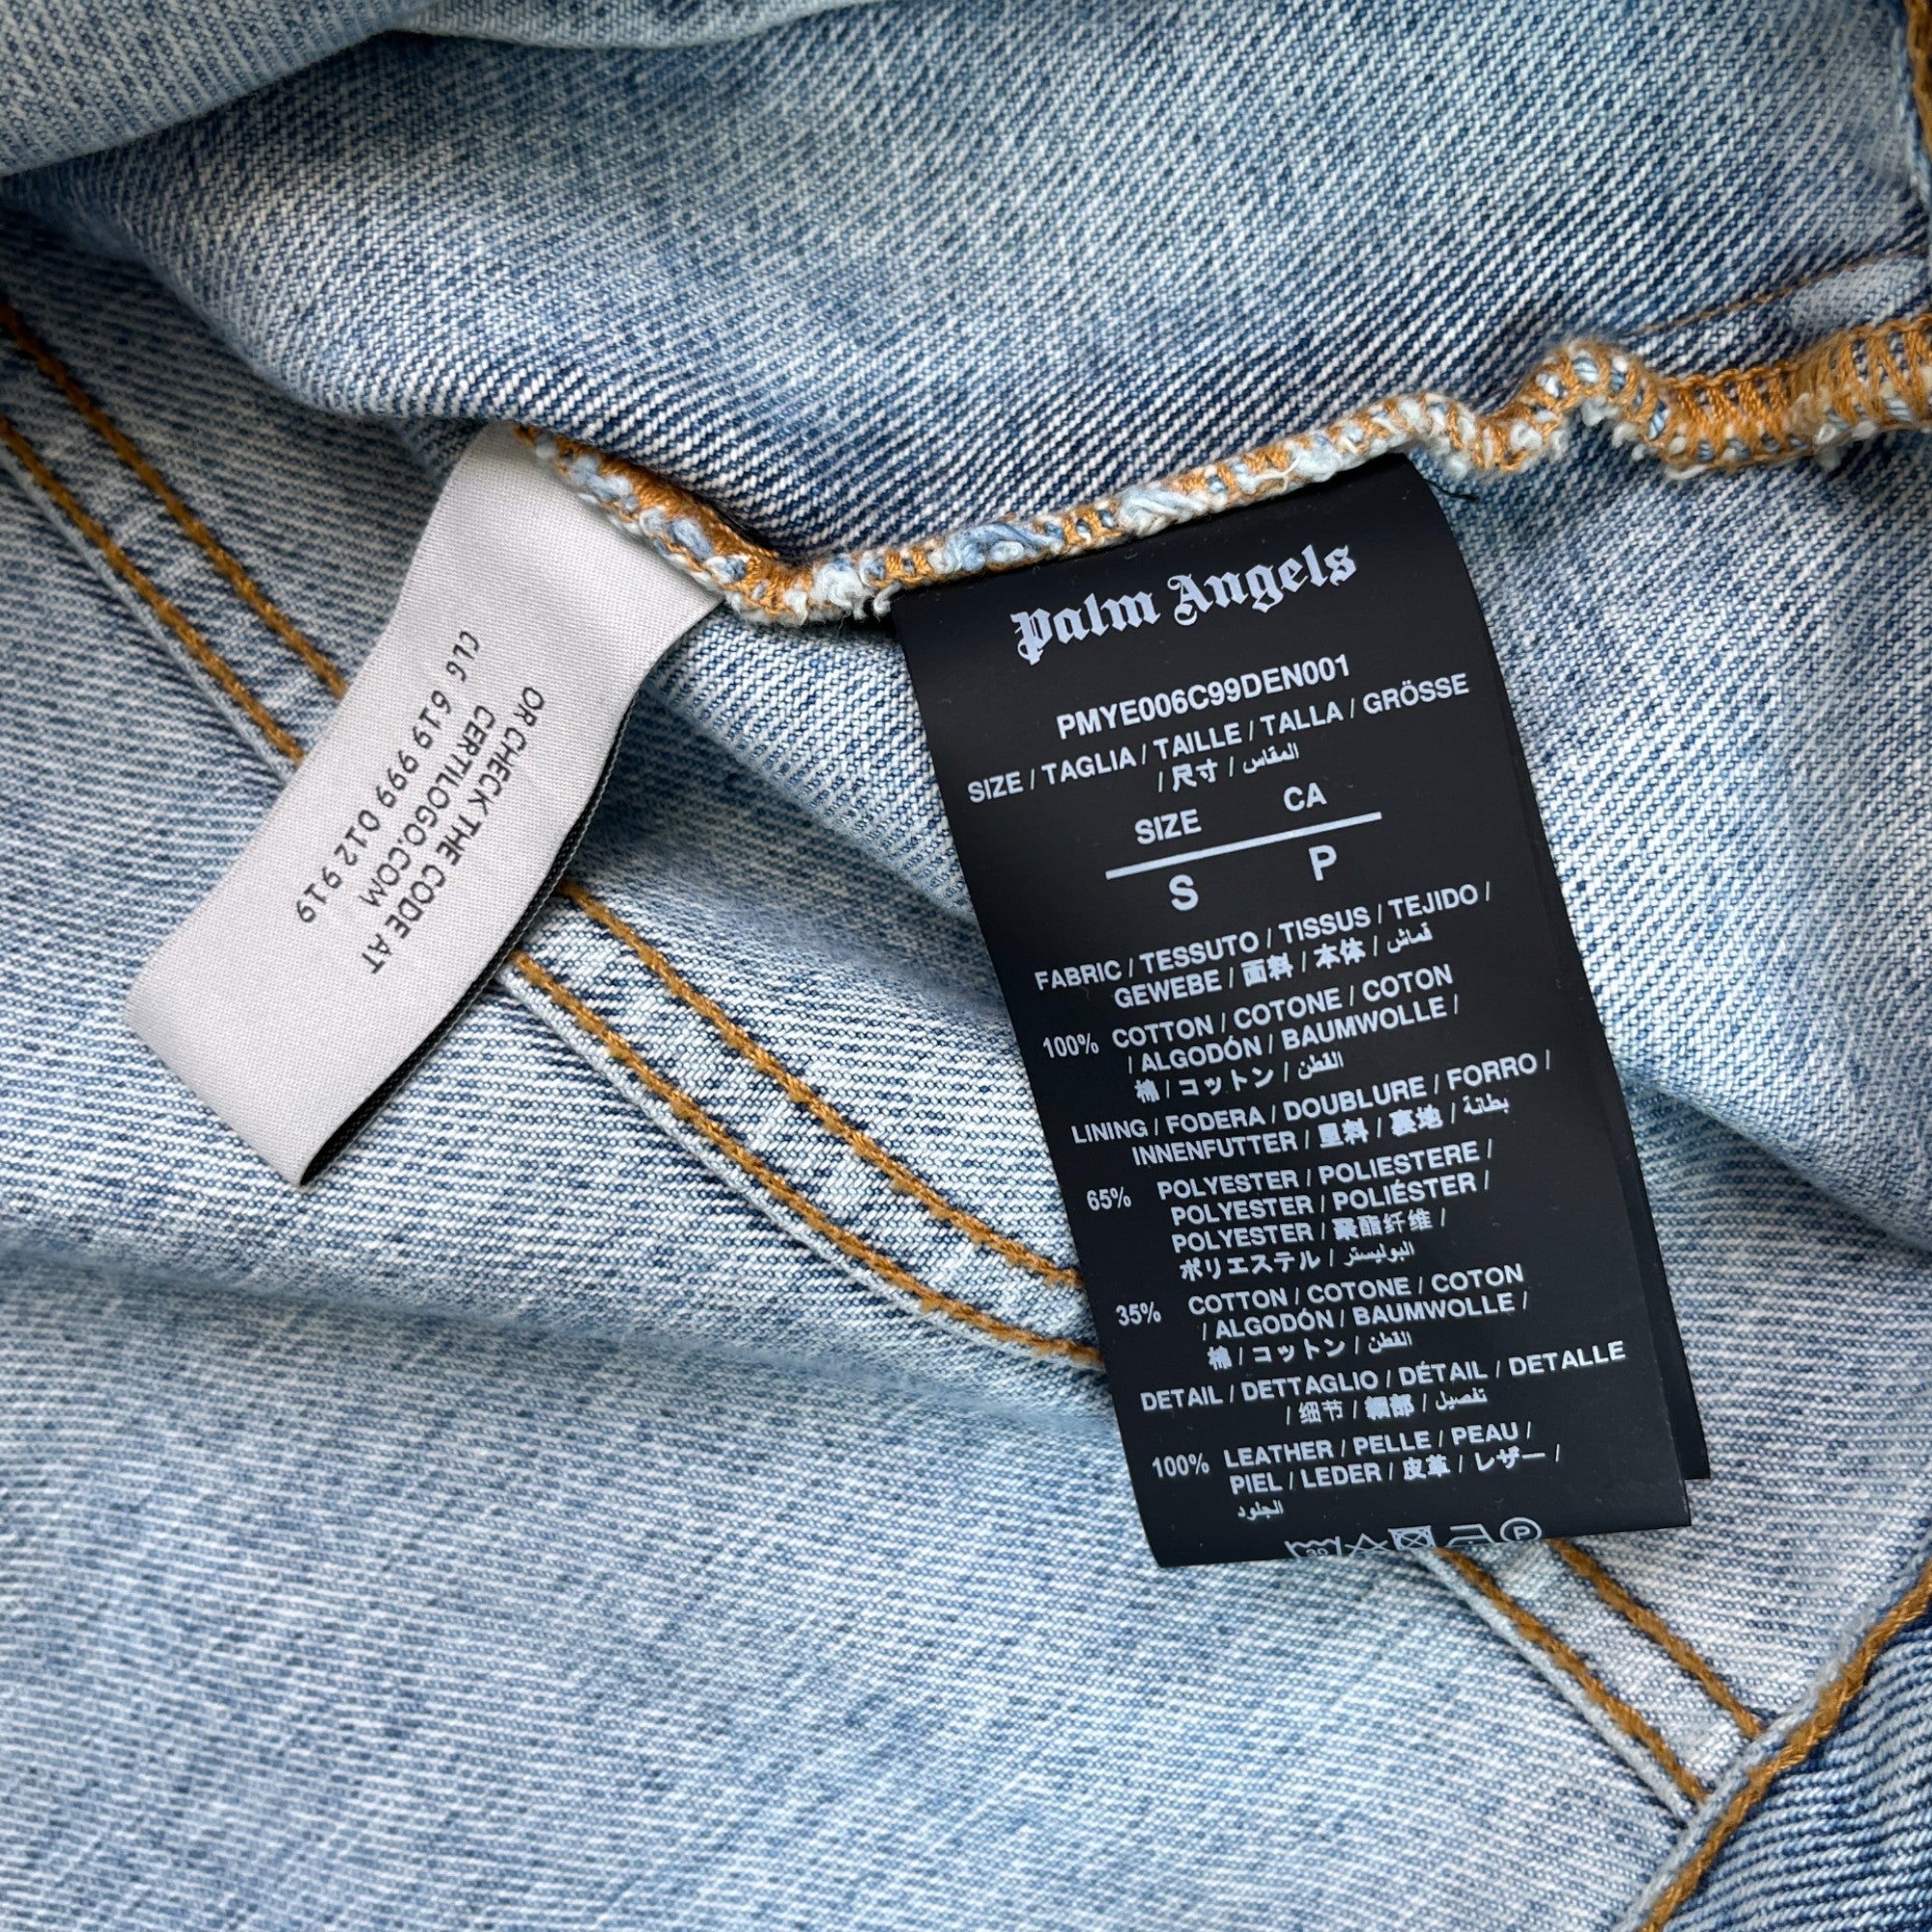 OR CHECK THE CODE AT
CERTILOGO.COM
CLG 619 999 012 919
Palm Angels
PMYE006C99DEN001
SIZE / TAGLIA / TAILLE / TALLA / GRÖSSE
/ 尺寸 / المقاس
SIZE CA
S P
FABRIC / TESSUTO / TISSUS / TEJIDO /
GEWEBE / 面料 / 本体 / قماش
100% COTTON / COTONE / COTON
/ ALGODÓN / BAUMWOLLE /
棉 / コットン / القطن
LINING / FODERA / DOUBLURE / FORRO /
INNENFUTTER / 里料 / 裏地 / بطانة
65% POLYESTER / POLIESTERE /
POLYESTER / POLIÉSTER /
POLYESTER / 聚酯纤维 /
ポリエステル / البوليستر
35% COTTON / COTONE / COTON
/ ALGODÓN / BAUMWOLLE /
棉 / コットン / القطن
DETAIL / DETTAGLIO / DÉTAIL / DETALLE
/ 细节 / 細部 / تفصيل
100% LEATHER / PELLE / PEAU /
PIEL / LEDER / 皮革 / レザー /
الجلود
30 P